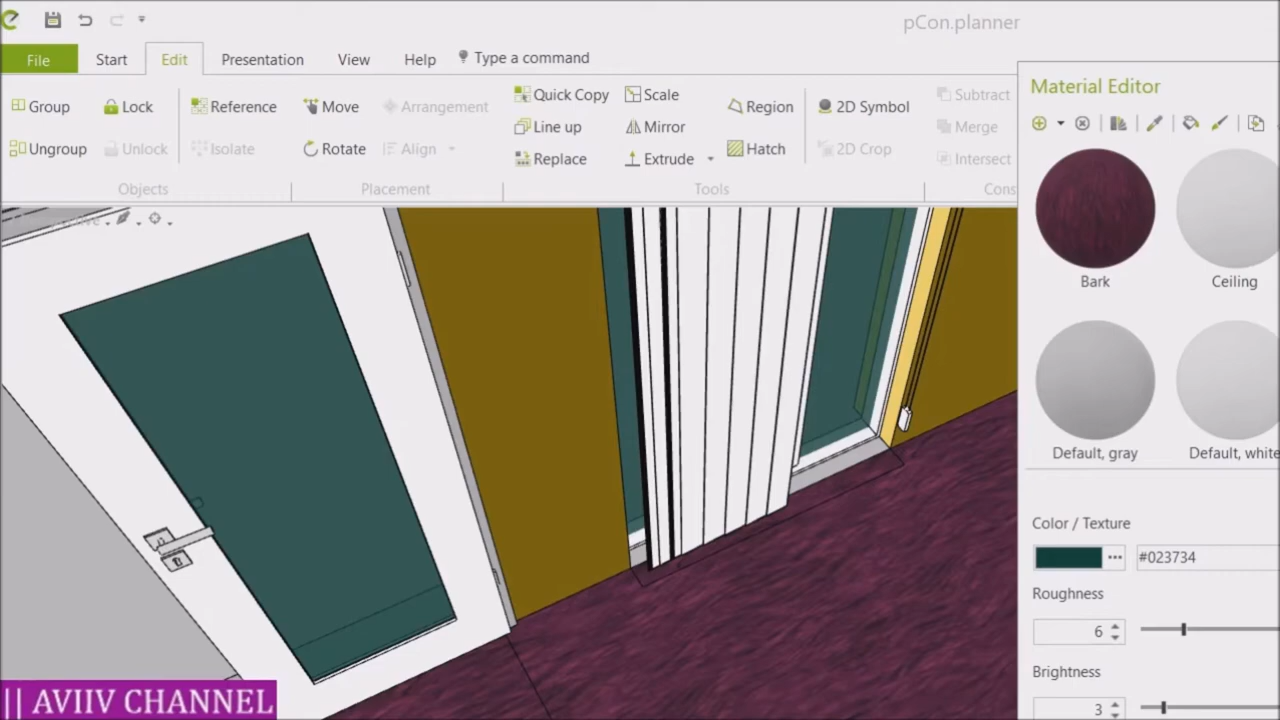 pCon.planner
File Start Edit Presentation View Help Type a command
Group Lock Reference Move Arrangement Quick Copy Scale Region 2D Symbol Subtract
Line up Mirror Merge
Ungroup Unlock Isolate Rotate Align Replace Extrude Hatch 2D Crop Intersect
Objects Placement Tools Cons
Material Editor
Bark Ceiling
Default, gray Default, white
Color / Texture
#023734
Roughness
6
Brightness
3
|| AVIIV CHANNEL